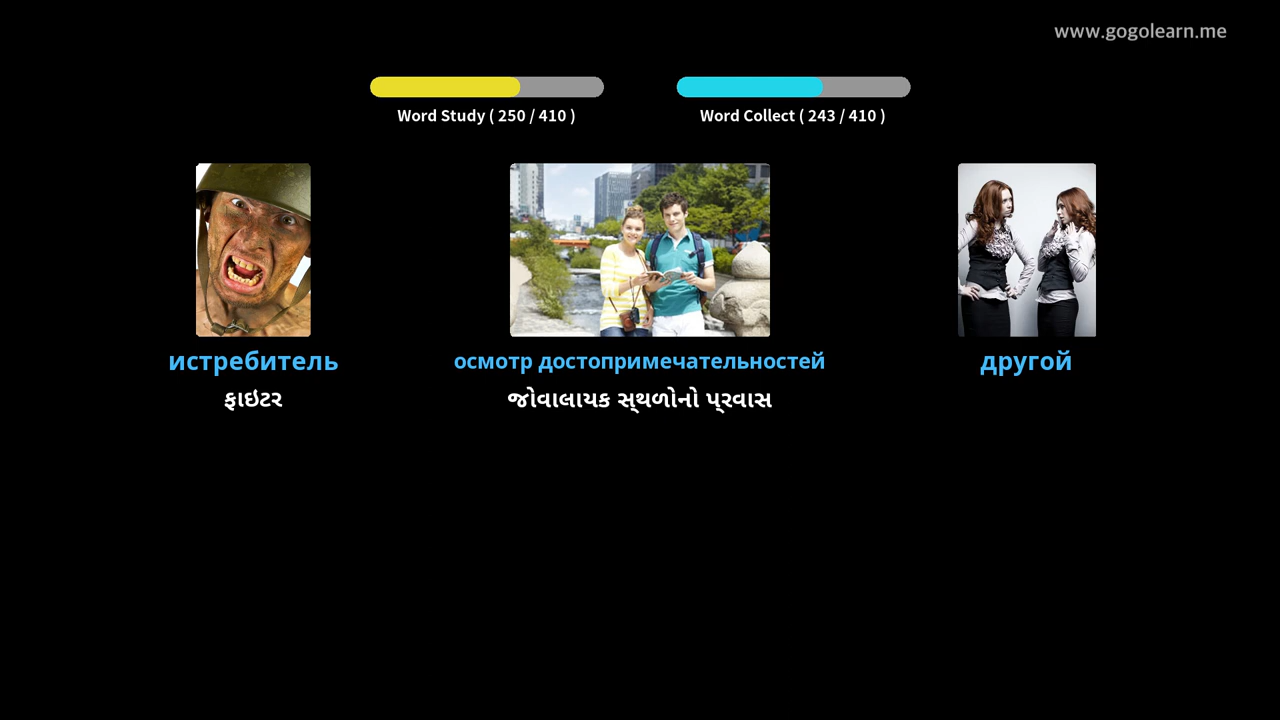 www.gogolearn.me
Word Study ( 250 / 410 )
Word Collect ( 243 / 410 )
истребитель
осмотр достопримечательностей
другой
ફાઇટર
જોવાલાયક સ્થળોનો પ્રવાસ